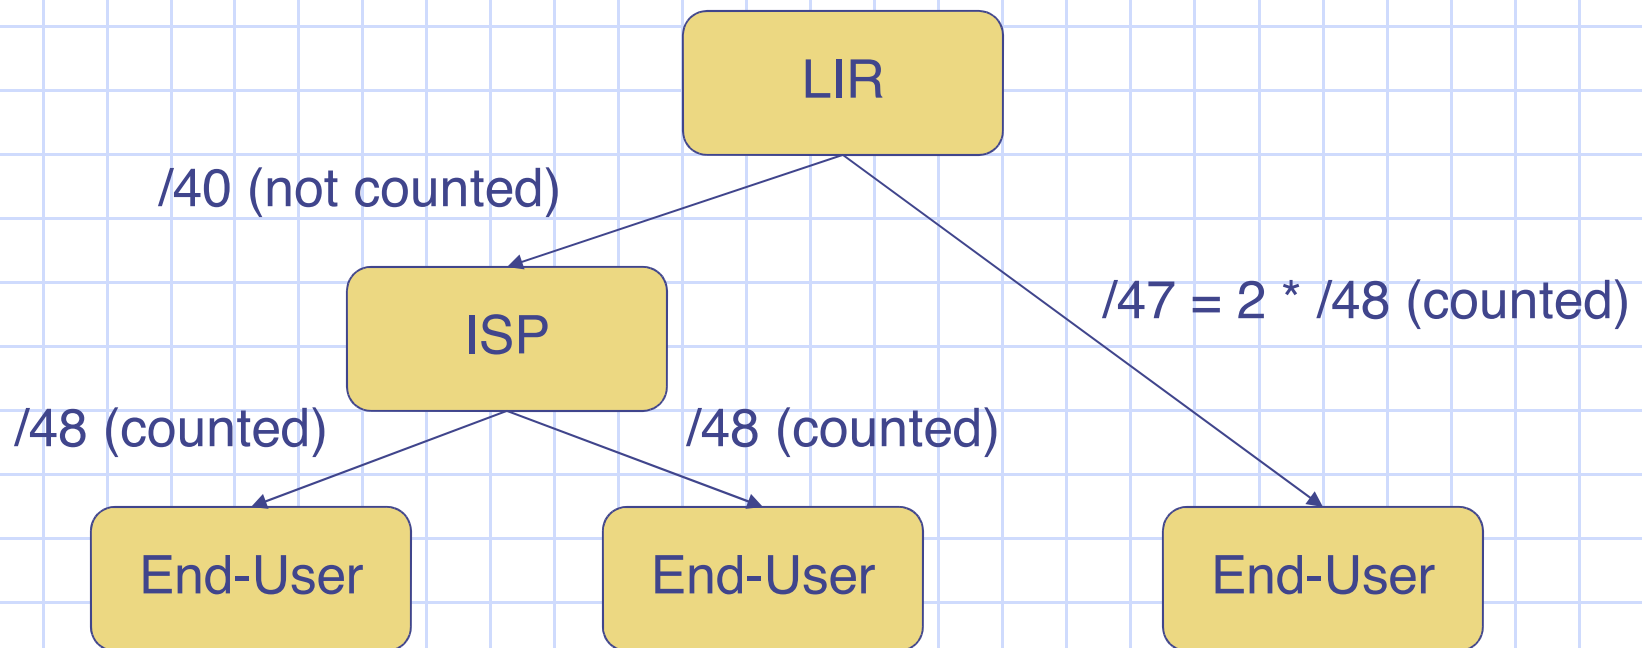 LIR
/40 (not counted)
/47 = 2 * /48 (counted)
ISP
/48 (counted)
/48 (counted)
End-User
End-User
End-User